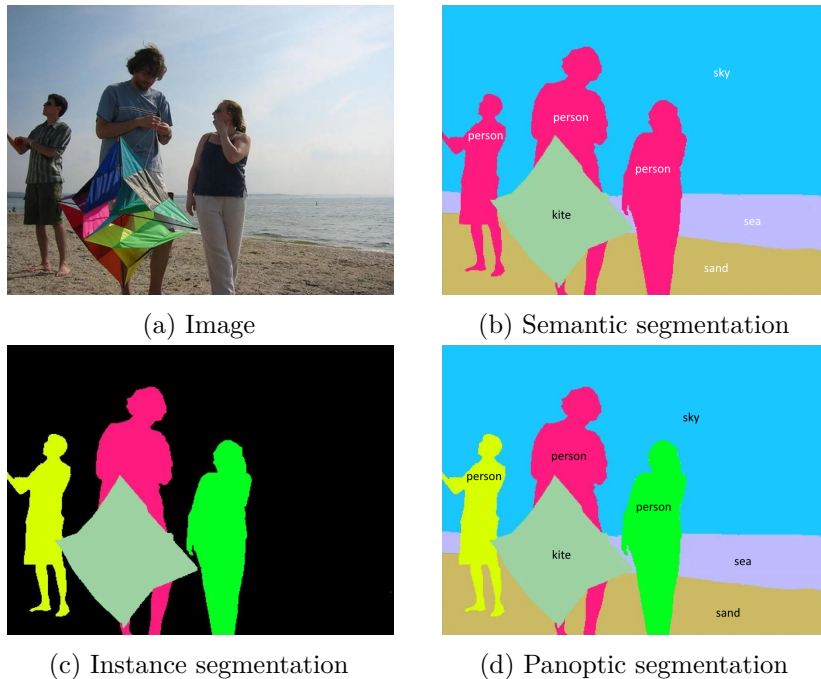 sky
person
person
person
kite
sea
sand
(a) Image
(b) Semantic segmentation
sky
person
person
person
kite
sea
sand
(c) Instance segmentation
(d) Panoptic segmentation